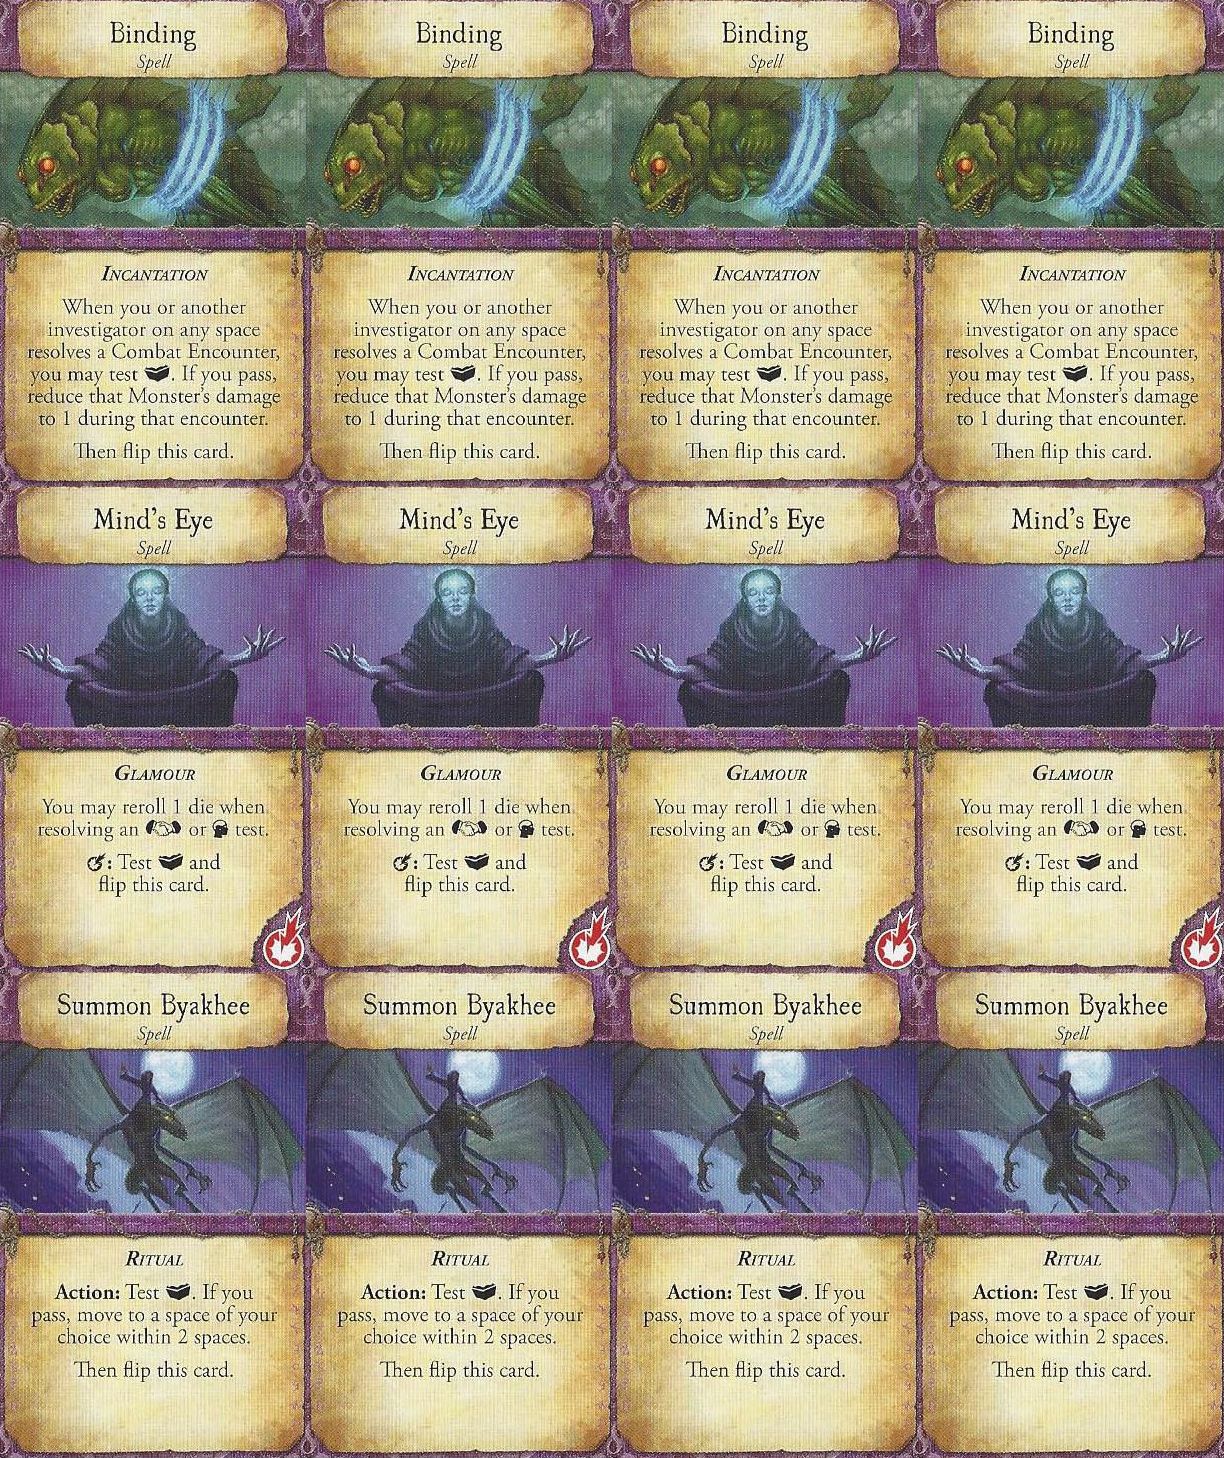 Binding
Spell
INCANTATION
When you or another
investigator on any space
resolves a Combat Encounter,
you may test . If you pass,
reduce that Monster's damage
to 1 during that encounter.
Then flip this card.
Binding
Spell
INCANTATION
When you or another
investigator on any space
resolves a Combat Encounter,
you may test . If you pass,
reduce that Monster's damage
to 1 during that encounter.
Then flip this card.
Binding
Spell
INCANTATION
When you or another
investigator on any space
resolves a Combat Encounter,
you may test . If you pass,
reduce that Monster's damage
to 1 during that encounter.
Then flip this card.
Binding
Spell
INCANTATION
When you or another
investigator on any space
resolves a Combat Encounter,
you may test . If you pass,
reduce that Monster's damage
to 1 during that encounter.
Then flip this card.
Mind's Eye
Spell
GLAMOUR
You may reroll 1 die when
resolving an or test.
: Test and
flip this card.
Mind's Eye
Spell
GLAMOUR
You may reroll 1 die when
resolving an or test.
: Test and
flip this card.
Mind's Eye
Spell
GLAMOUR
You may reroll 1 die when
resolving an or test.
: Test and
flip this card.
Mind's Eye
Spell
GLAMOUR
You may reroll 1 die when
resolving an or test.
: Test and
flip this card.
Summon Byakhee
Spell
RITUAL
Action: Test . If you
pass, move to a space of your
choice within 2 spaces.
Then flip this card.
Summon Byakhee
Spell
RITUAL
Action: Test . If you
pass, move to a space of your
choice within 2 spaces.
Then flip this card.
Summon Byakhee
Spell
RITUAL
Action: Test . If you
pass, move to a space of your
choice within 2 spaces.
Then flip this card.
Summon Byakhee
Spell
RITUAL
Action: Test . If you
pass, move to a space of your
choice within 2 spaces.
Then flip this card.